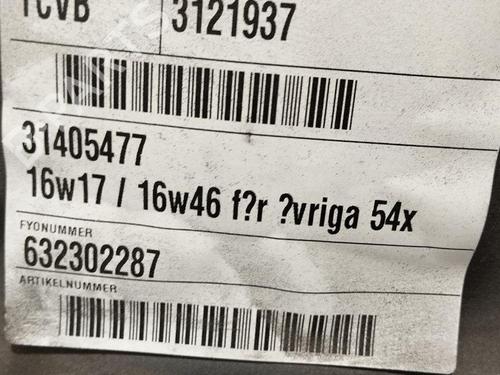 TCVB 3121937
31405477
16w17 / 16w46 f?r ?vriga 54x
FYONUMMER
632302287
ARTIKELNUMMER